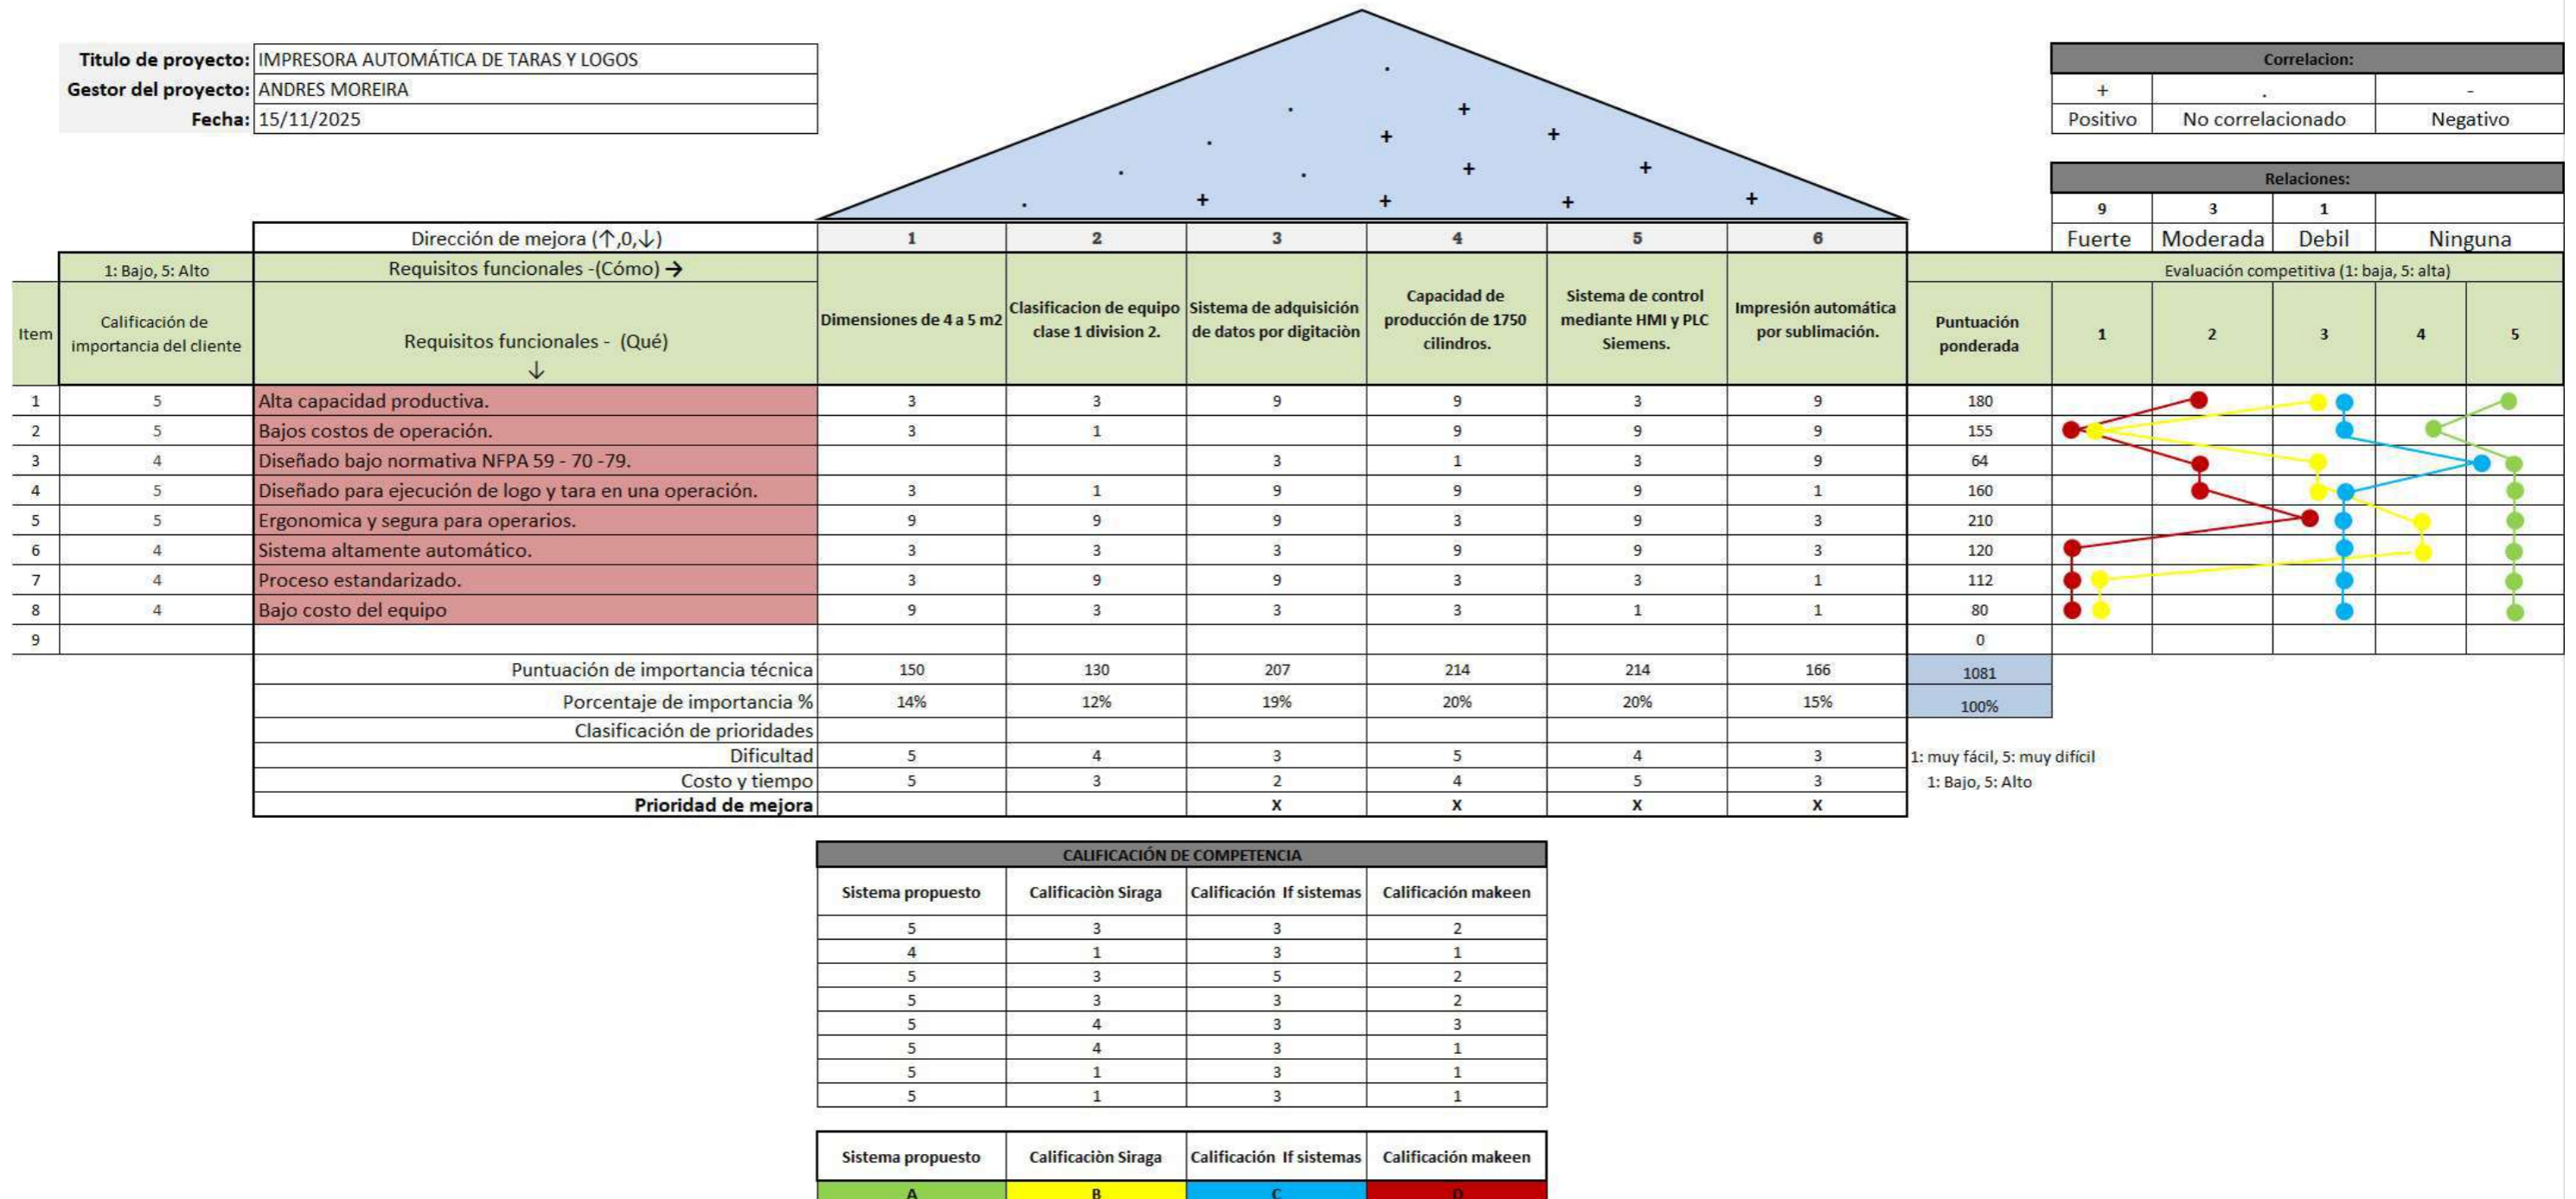 Titulo de proyecto: IMPRESORA AUTOMÁTICA DE TARAS Y LOGOS
Gestor del proyecto: ANDRES MOREIRA
Fecha: 15/11/2025
Correlacion:
+ . -
Positivo No correlacionado Negativo
Relaciones:
9 3 1
Fuerte Moderada Debil Ninguna
.
. +
. + +
. . + +
. + + + +
Dirección de mejora (↑,0,↓) 1 2 3 4 5 6
1: Bajo, 5: Alto Requisitos funcionales -(Cómo) → Evaluación competitiva (1: baja, 5: alta)
Item
Calificación de
importancia del cliente
Requisitos funcionales - (Qué)
↓
Dimensiones de 4 a 5 m2
Clasificacion de equipo
clase 1 division 2.
Sistema de adquisición
de datos por digitaciòn
Capacidad de
producción de 1750
cilindros.
Sistema de control
mediante HMI y PLC
Siemens.
Impresión automática
por sublimación.
Puntuación
ponderada
1 2 3 4 5
1 5 Alta capacidad productiva. 3 3 9 9 3 9 180
2 5 Bajos costos de operación. 3 1 9 9 9 155
3 4 Diseñado bajo normativa NFPA 59 - 70 -79. 3 1 3 9 64
4 5 Diseñado para ejecución de logo y tara en una operación. 3 1 9 9 9 1 160
5 5 Ergonomica y segura para operarios. 9 9 9 3 9 3 210
6 4 Sistema altamente automático. 3 3 3 9 9 3 120
7 4 Proceso estandarizado. 3 9 9 3 3 1 112
8 4 Bajo costo del equipo 9 3 3 3 1 1 80
9 0
Puntuación de importancia técnica 150 130 207 214 214 166 1081
Porcentaje de importancia % 14% 12% 19% 20% 20% 15% 100%
Clasificación de prioridades
Dificultad 5 4 3 5 4 3 1: muy fácil, 5: muy difícil
Costo y tiempo 5 3 2 4 5 3 1: Bajo, 5: Alto
Prioridad de mejora X X X X
CALIFICACIÓN DE COMPETENCIA
Sistema propuesto Calificaciòn Siraga Calificación If sistemas Calificación makeen
5 3 3 2
4 1 3 1
5 3 5 2
5 3 3 2
5 4 3 3
5 4 3 1
5 1 3 1
5 1 3 1
Sistema propuesto Calificaciòn Siraga Calificación If sistemas Calificación makeen
A B C D